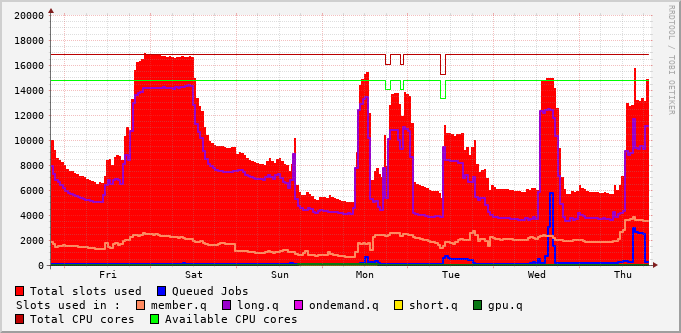 20000
18000
16000
14000
12000
10000
8000
6000
4000
2000
0
Fri Sat Sun Mon Tue Wed Thu
Total slots used Queued Jobs
Slots used in : member.q long.q ondemand.q short.q gpu.q
Total CPU cores Available CPU cores
RRDTOOL / TOBI OETIKER